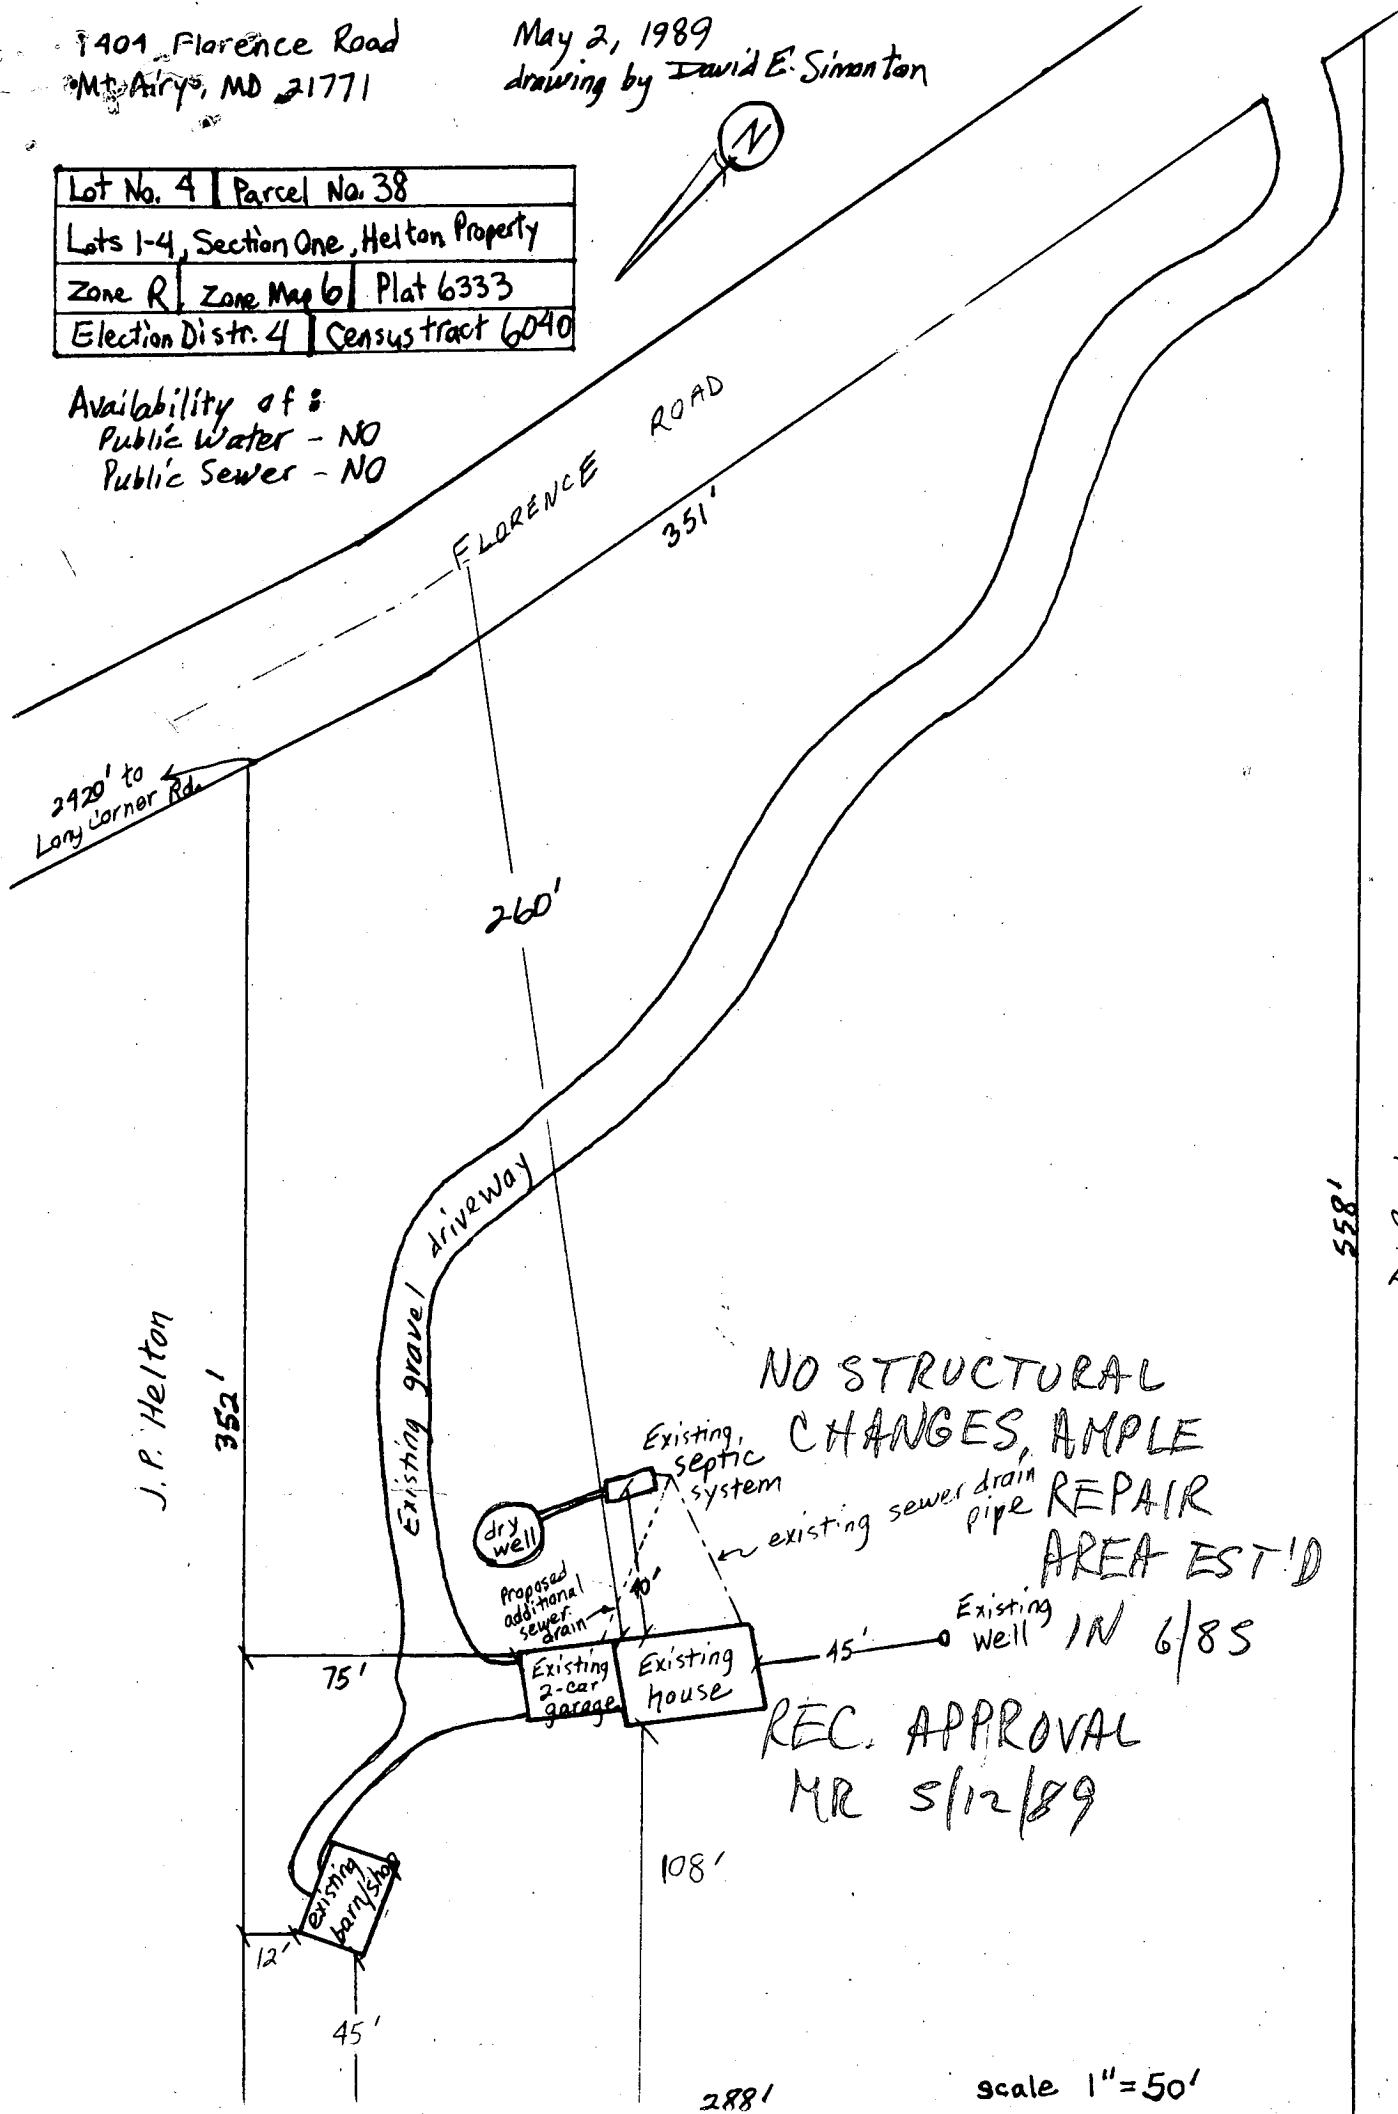 1404 Florence Road
Mt. Airy, MD 21771
May 2, 1989
drawing by David E. Simonton
N
Lot No. 4 | Parcel No. 38
Lots 1-4, Section One, Helton Property
Zone R | Zone Map 6 | Plat 6333
Election Distr. 4 | Census tract 6040
Availability of:
Public Water - NO
Public Sewer - NO
FLORENCE ROAD
351'
2420' to
Long Corner Rd.
260'
Existing gravel driveway
558'
J.P. Helton
352'
NO STRUCTURAL
CHANGES, AMPLE
REPAIR
AREA EST'D
IN 6/85
REC. APPROVAL
MR 5/12/89
Existing
septic
system
existing sewer drain
pipe
dry
well
Proposed
additional
sewer
drain
40'
Existing
well
45'
75'
Existing
2-car
garage
Existing
house
existing
barn/shop
12'
45'
108'
288'
scale 1"=50'